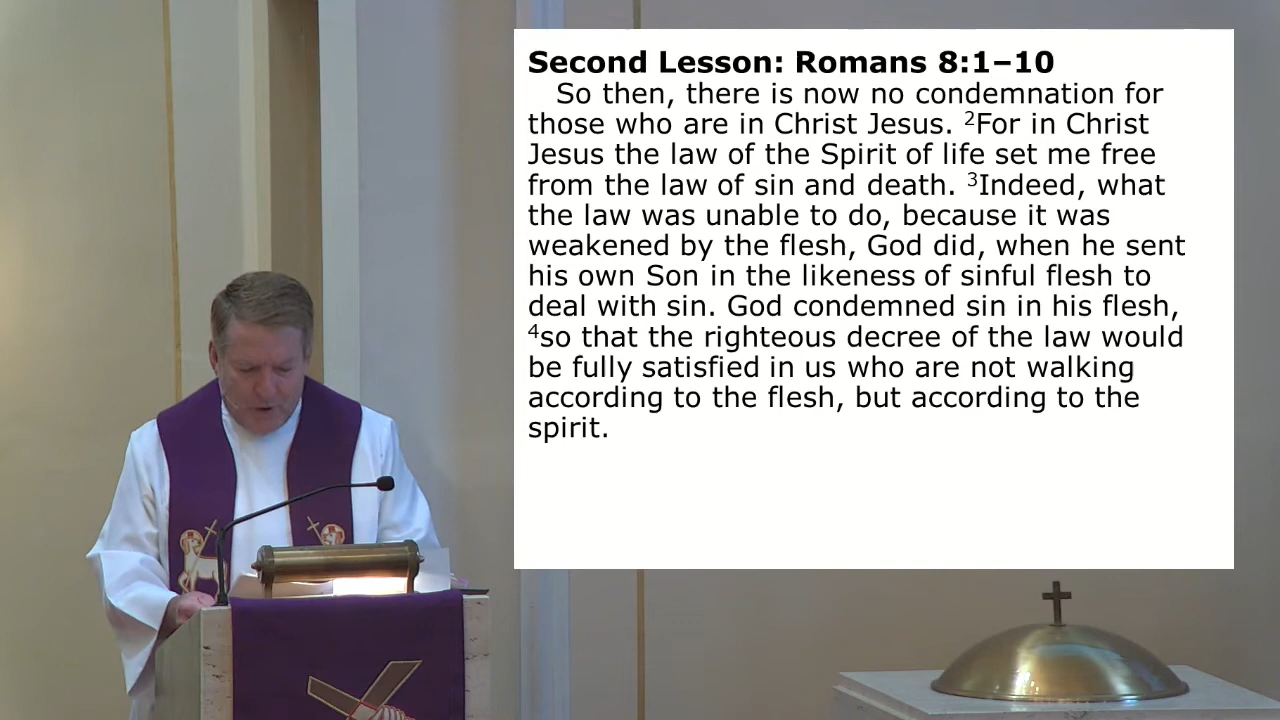 Second Lesson: Romans 8:1–10
So then, there is now no condemnation for
those who are in Christ Jesus. ²For in Christ
Jesus the law of the Spirit of life set me free
from the law of sin and death. ³Indeed, what
the law was unable to do, because it was
weakened by the flesh, God did, when he sent
his own Son in the likeness of sinful flesh to
deal with sin. God condemned sin in his flesh,
⁴so that the righteous decree of the law would
be fully satisfied in us who are not walking
according to the flesh, but according to the
spirit.